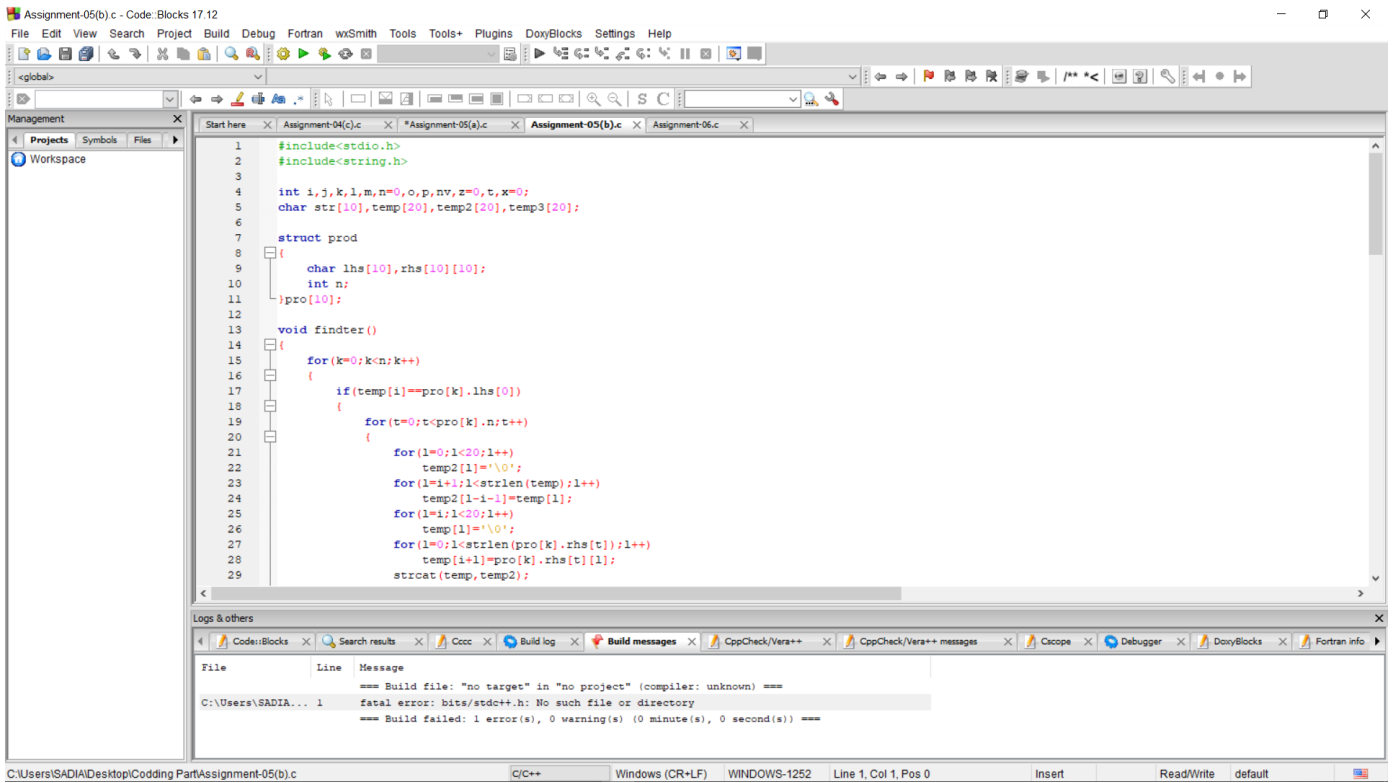 Assignment-05(b).c - Code::Blocks 17.12
File Edit View Search Project Build Debug Fortran wxSmith Tools Tools+ Plugins DoxyBlocks Settings Help
<global>
/** *<
S C
Management
Projects Symbols Files
Workspace
Start here Assignment-04(c).c *Assignment-05(a).c Assignment-05(b).c Assignment-06.c
1 #include<stdio.h>
2 #include<string.h>
3
4 int i,j,k,l,m,n=0,o,p,nv,z=0,t,x=0;
5 char str[10],temp[20],temp2[20],temp3[20];
6
7 struct prod
8 {
9 char lhs[10],rhs[10][10];
10 int n;
11 }pro[10];
12
13 void findter()
14 {
15 for(k=0;k<n;k++)
16 {
17 if(temp[i]==pro[k].lhs[0])
18 {
19 for(t=0;t<pro[k].n;t++)
20 {
21 for(l=0;l<20;l++)
22 temp2[l]='\0';
23 for(l=i+1;l<strlen(temp);l++)
24 temp2[l-i-1]=temp[l];
25 for(l=i;l<20;l++)
26 temp[l]='\0';
27 for(l=0;l<strlen(pro[k].rhs[t]);l++)
28 temp[i+l]=pro[k].rhs[t][l];
29 strcat(temp,temp2);
Logs & others
Code::Blocks Search results Cccc Build log Build messages CppCheck/Vera++ CppCheck/Vera++ messages Cscope Debugger DoxyBlocks Fortran info
File Line Message
=== Build file: "no target" in "no project" (compiler: unknown) ===
C:\Users\SADIA... 1 fatal error: bits/stdc++.h: No such file or directory
=== Build failed: 1 error(s), 0 warning(s) (0 minute(s), 0 second(s)) ===
C:\Users\SADIA\Desktop\Codding Part\Assignment-05(b).c C/C++ Windows (CR+LF) WINDOWS-1252 Line 1, Col 1, Pos 0 Insert Read/Write default